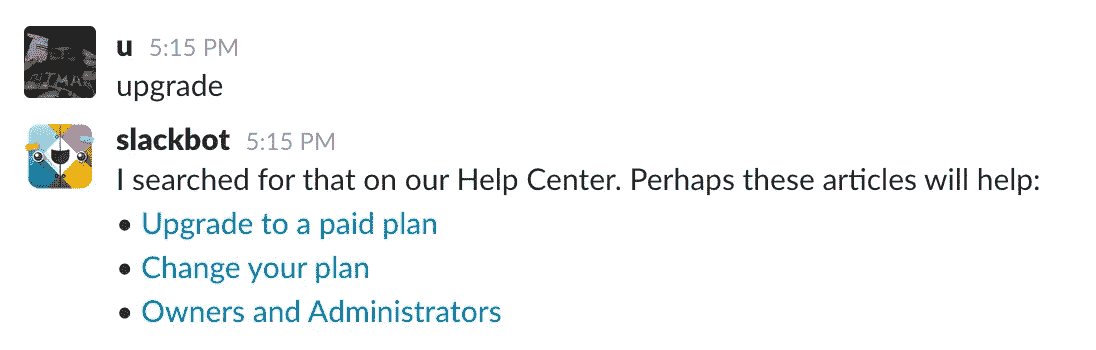 u 5:15 PM
upgrade
slackbot 5:15 PM
I searched for that on our Help Center. Perhaps these articles will help:
• Upgrade to a paid plan
• Change your plan
• Owners and Administrators